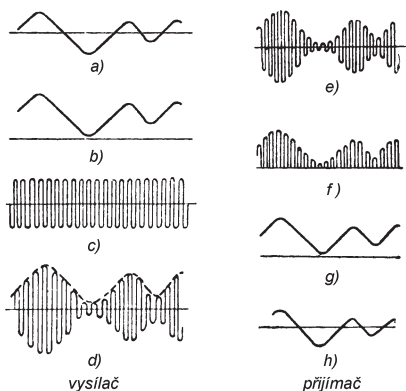 a)
b)
c)
d)
vysílač
e)
f)
g)
h)
přijímač